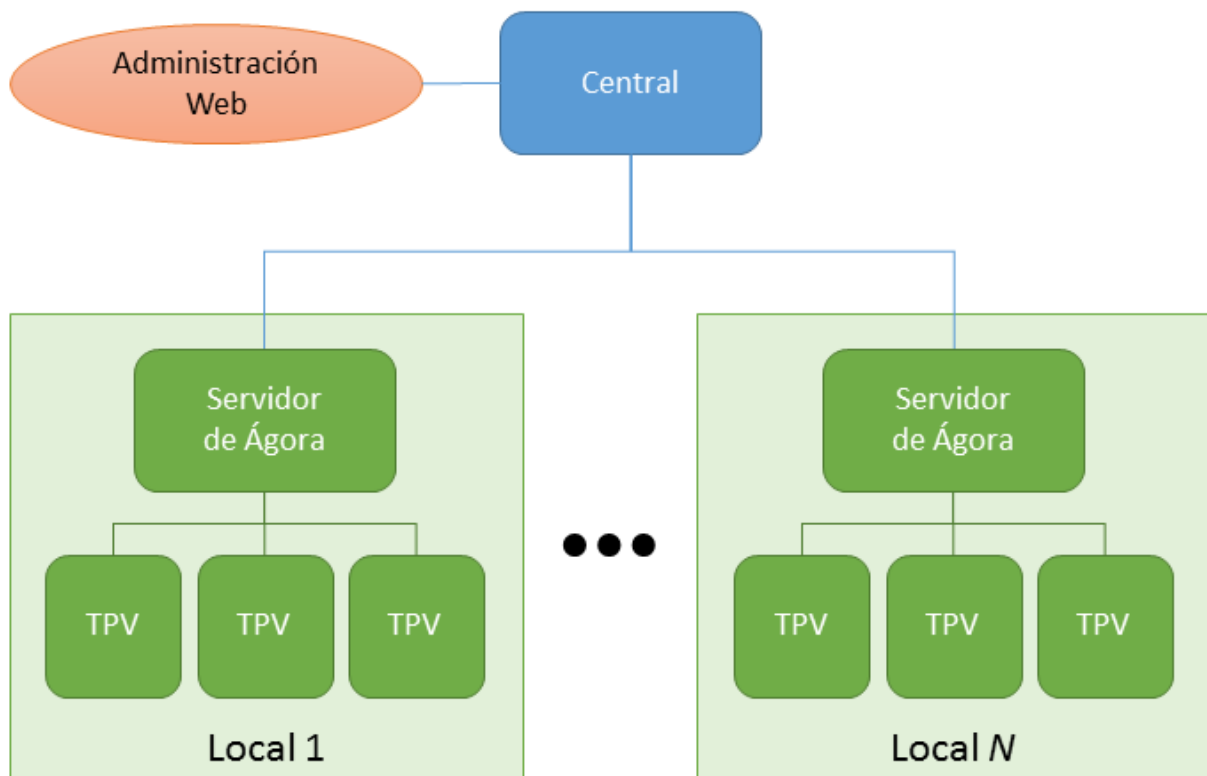 Administración
Web
Central
Servidor
de Ágora
Servidor
de Ágora
TPV
TPV
TPV
TPV
TPV
TPV
Local 1
Local N